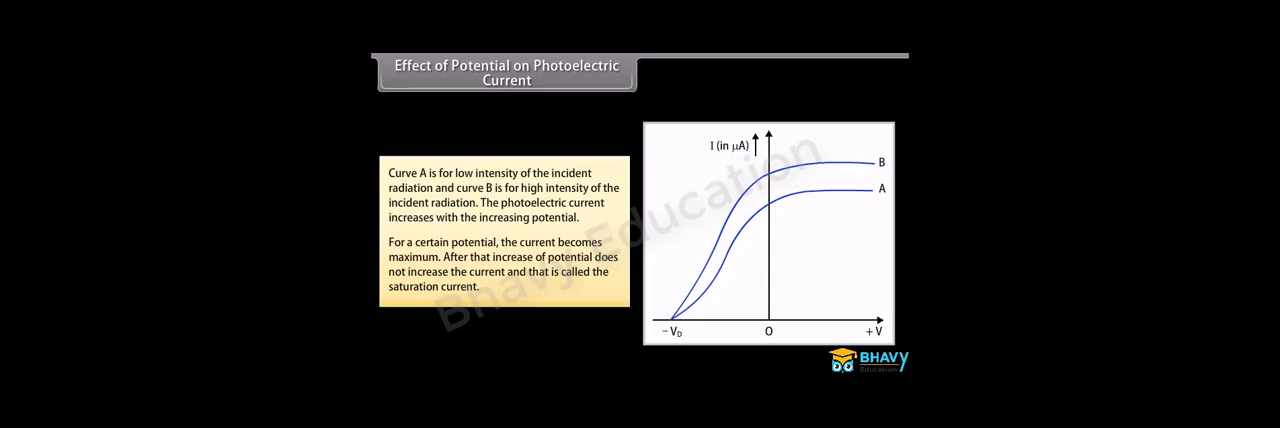 Effect of Potential on Photoelectric
Current
Curve A is for low intensity of the incident
radiation and curve B is for high intensity of the
incident radiation. The photoelectric current
increases with the increasing potential.
For a certain potential, the current becomes
maximum. After that increase of potential does
not increase the current and that is called the
saturation current.
I (in μA)
B
A
− V_D
O
+ V
Bhavy Education
BHAVY
Education